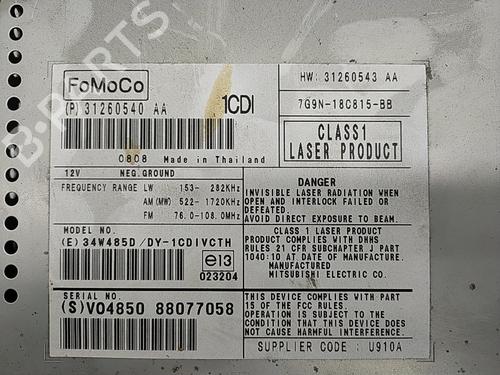 FoMoCo
1CDI
(P) 31260540 AA
0808 Made in Thailand
HW: 31260543 AA
7G9N-18C815-BB
CLASS1
LASER PRODUCT
12V NEG.GROUND
FREQUENCY RANGE LW 153- 282KHz
AM(MW) 522- 1720KHz
FM 76.0-108.0MHz
MODEL NO.
(E) 34W485D/DY-1CDIVCTH
e13
023204
SERIAL NO.
(S)V04850 88077058
DANGER
INVISIBLE LASER RADIATION WHEN
OPEN AND INTERLOCK FAILED OR
DEFEATED.
AVOID DIRECT EXPOSURE TO BEAM.
CLASS 1 LASER PRODUCT
PRODUCT COMPLIES WITH DHHS
RULES 21 CFR SUBCHAPTER J PART
1040:10 AT DATE OF MANUFACTURE.
MANUFACTURED
MITSUBISHI ELECTRIC CO.
THIS DEVICE COMPLIES WITH PART
15 OF THE FCC RULES.
OPERATION IS SUBJECT TO THE
CONDITION THAT THIS DEVICE DOES
NOT CAUSE HARMFUL INTERFERENCE.
SUPPLIER CODE : U910A
B-PARTS